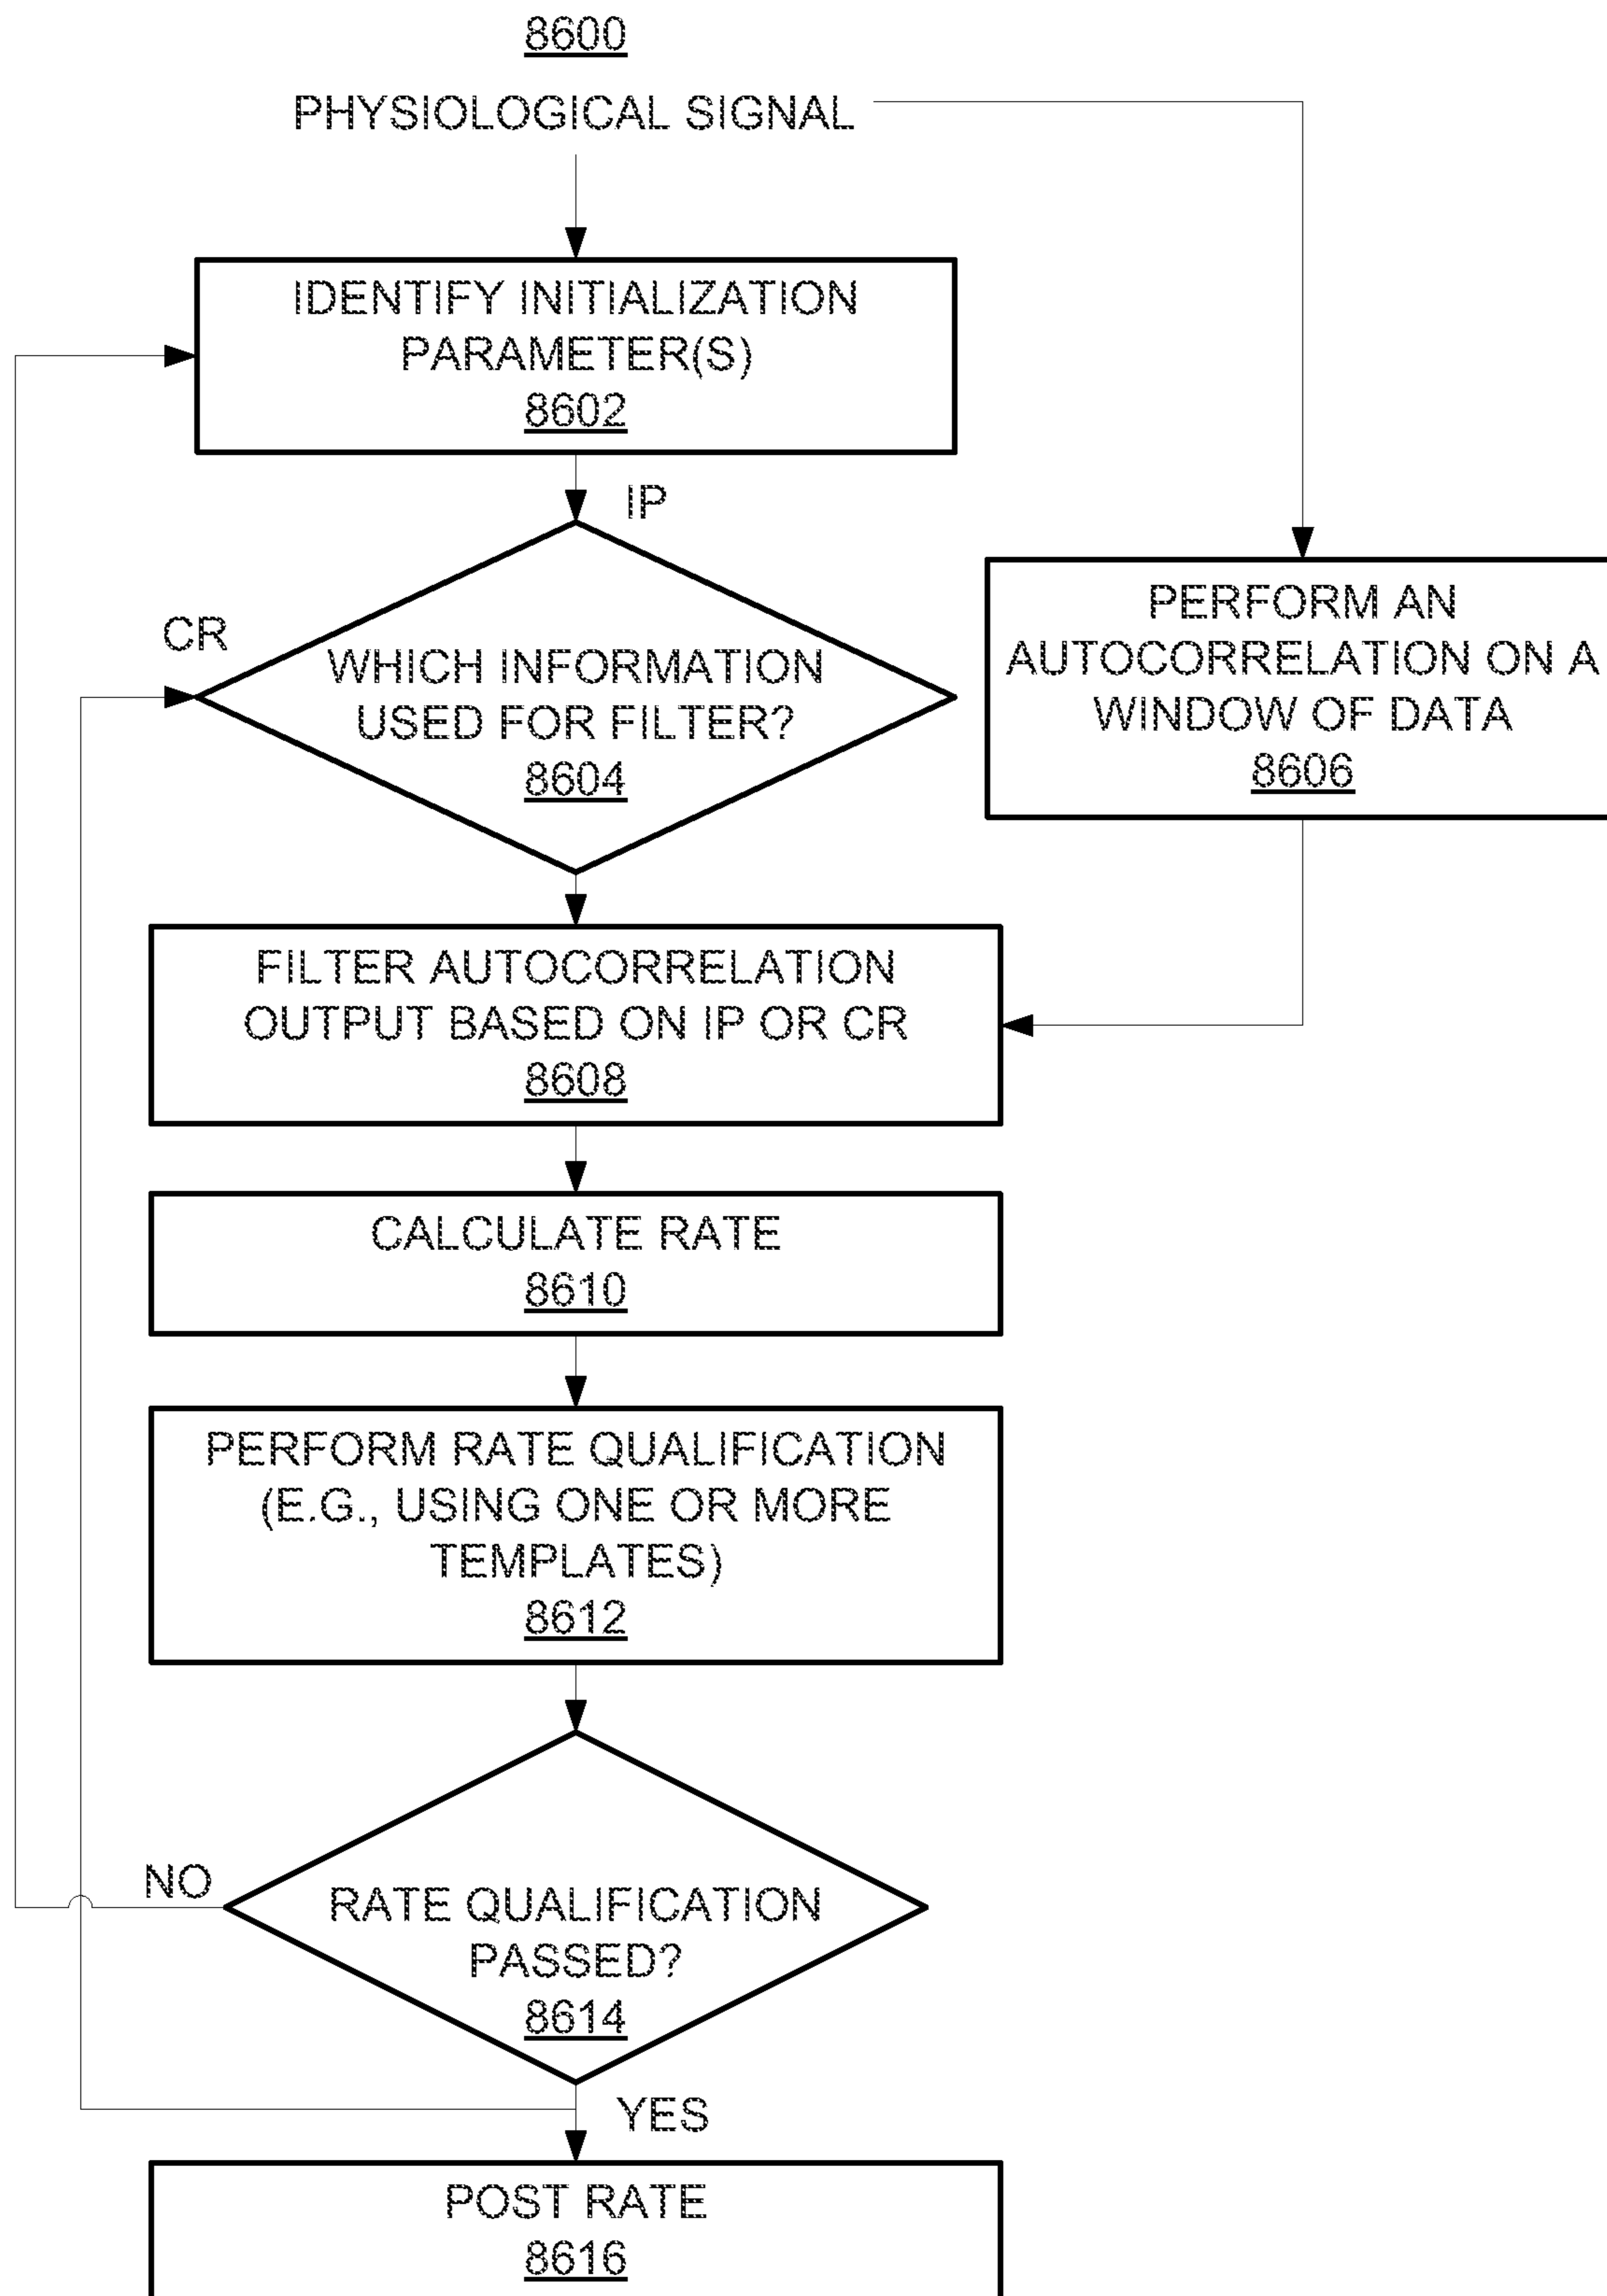 8600
PHYSIOLOGICAL SIGNAL
IDENTIFY INITIALIZATION
PARAMETER(S)
8602
IP
CR
WHICH INFORMATION
USED FOR FILTER?
8604
PERFORM AN
AUTOCORRELATION ON A
WINDOW OF DATA
8606
FILTER AUTOCORRELATION
OUTPUT BASED ON IP OR CR
8608
CALCULATE RATE
8610
PERFORM RATE QUALIFICATION
(E.G., USING ONE OR MORE
TEMPLATES)
8612
NO
RATE QUALIFICATION
PASSED?
8614
YES
POST RATE
8616